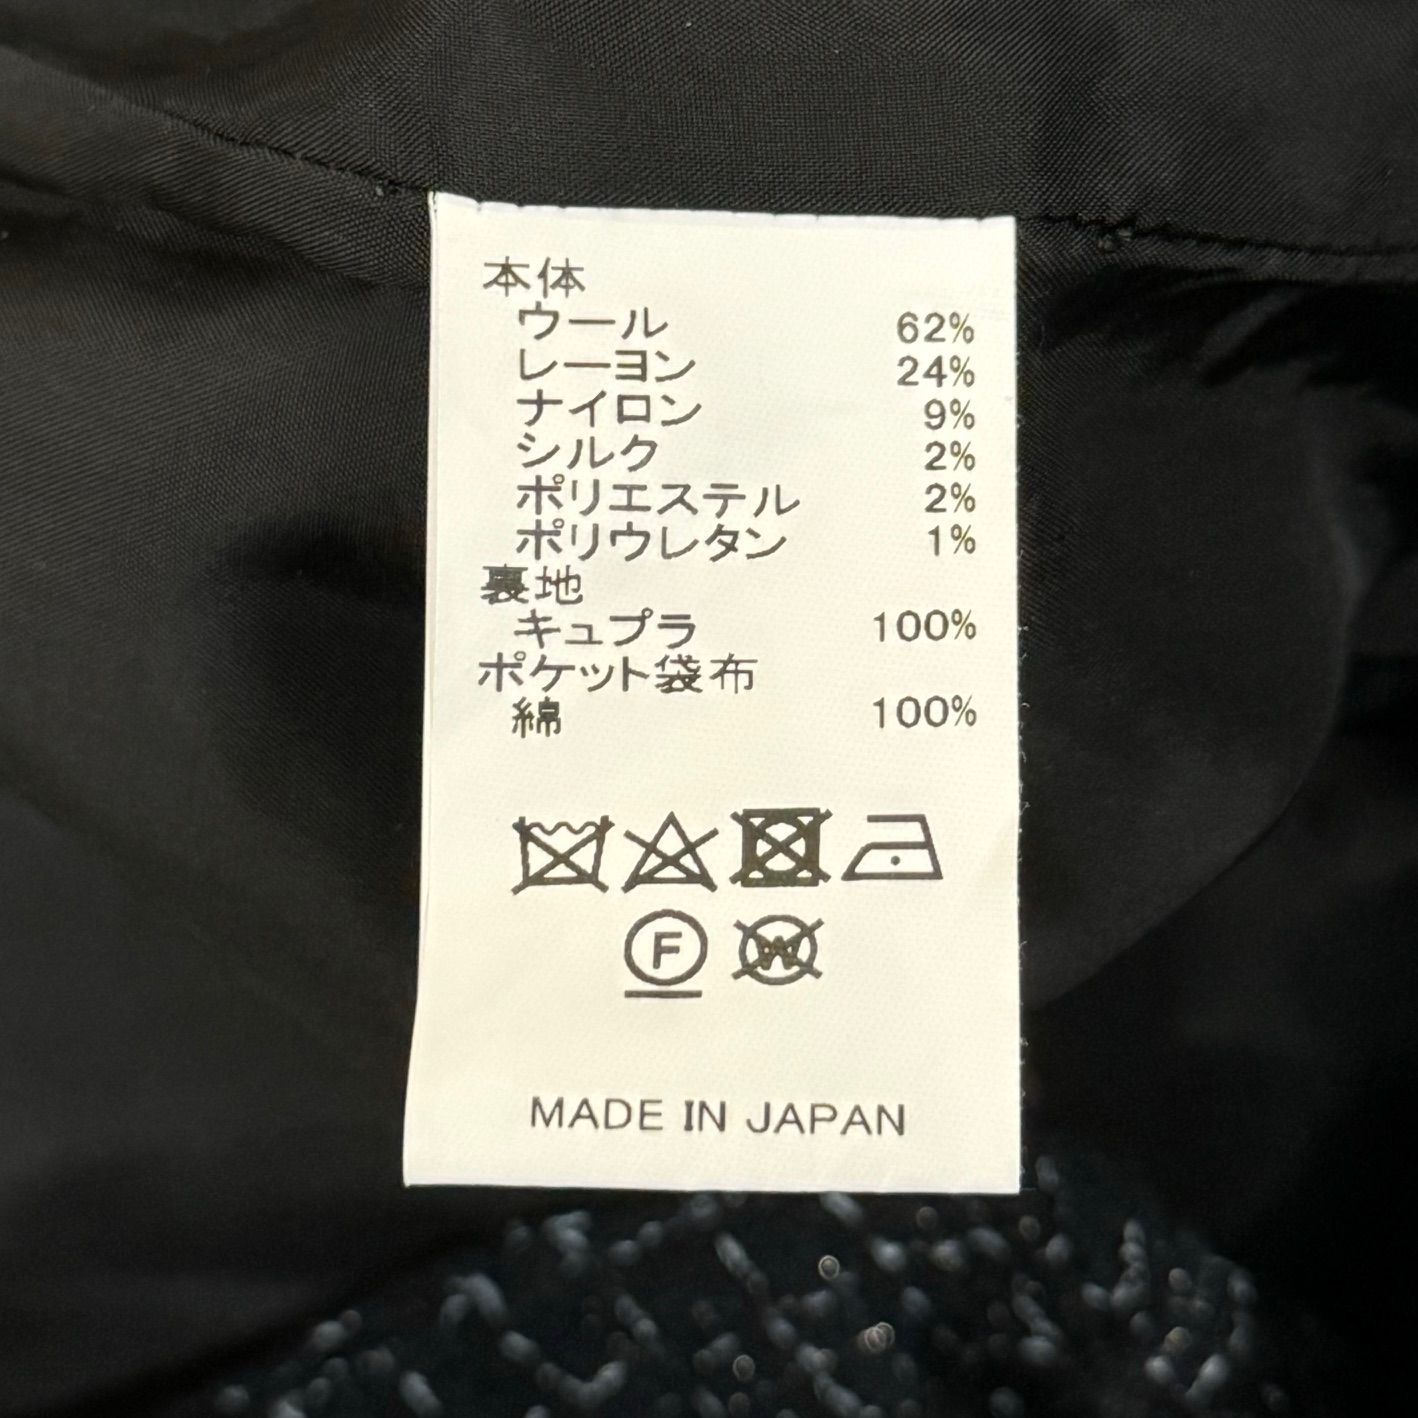 本体
ウール 62%
レーヨン 24%
ナイロン 9%
シルク 2%
ポリエステル 2%
ポリウレタン 1%
裏地
キュプラ 100%
ポケット袋布
綿 100%
F W
MADE IN JAPAN